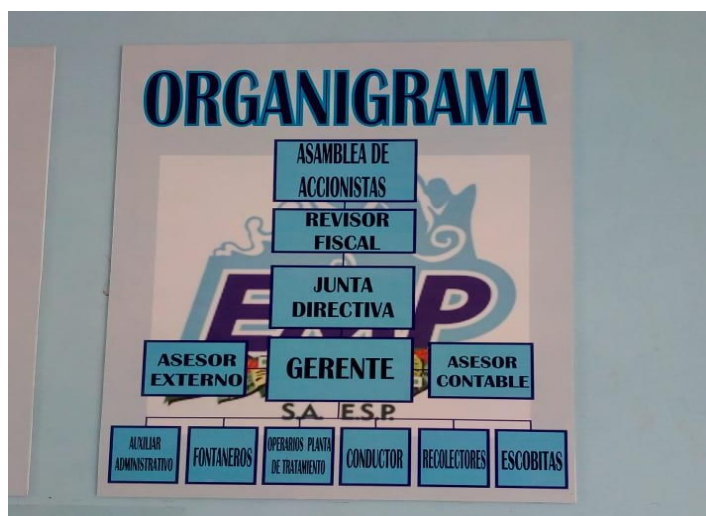 ORGANIGRAMA
ASAMBLEA DE
ACCIONISTAS
REVISOR
FISCAL
JUNTA
DIRECTIVA
ASESOR
EXTERNO
GERENTE
ASESOR
CONTABLE
S.A. E.S.P.
AUXILIAR
ADMINISTRATIVO
FONTANEROS
OPERARIOS PLANTA
DE TRATAMIENTO
CONDUCTOR
RECOLECTORES
ESCOBITAS